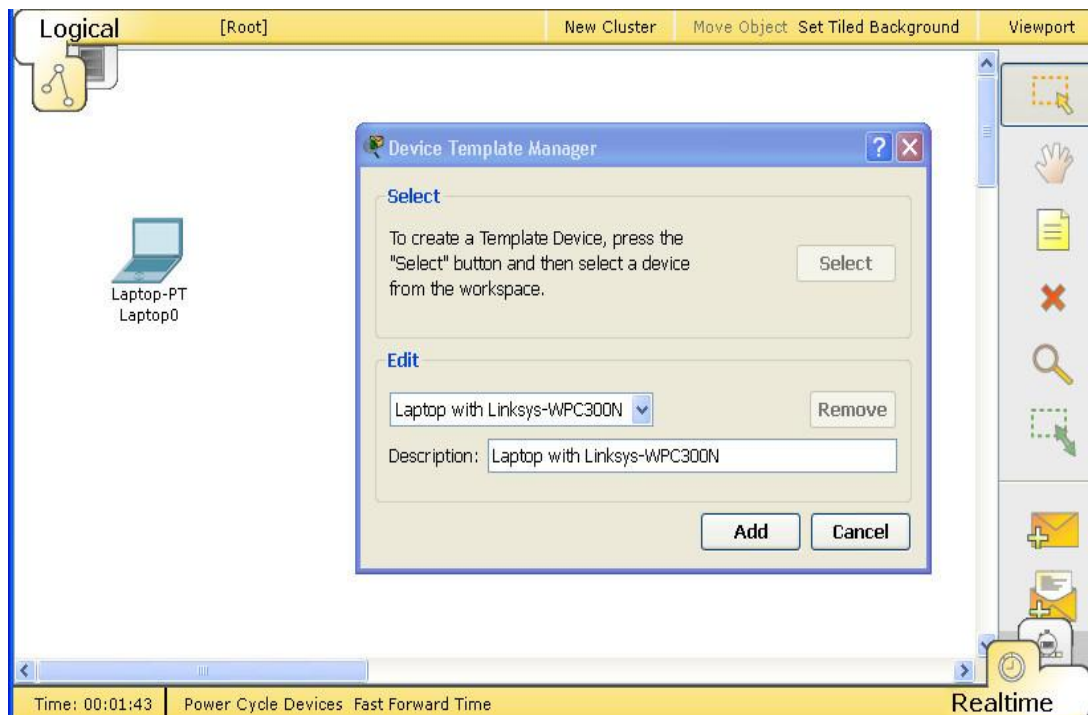 Logical
[Root]
New Cluster
Move Object
Set Tiled Background
Viewport
Laptop-PT
Laptop0
Device Template Manager
Select
To create a Template Device, press the
"Select" button and then select a device
from the workspace.
Select
Edit
Laptop with Linksys-WPC300N
Remove
Description:
Laptop with Linksys-WPC300N
Add
Cancel
Time: 00:01:43
Power Cycle Devices
Fast Forward Time
Realtime